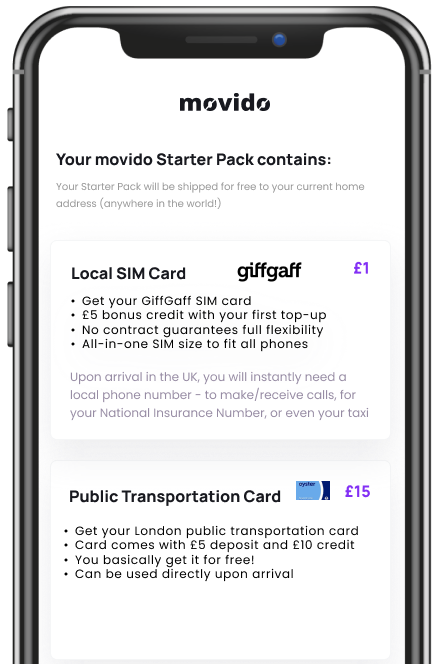 movido
Your movido Starter Pack contains:
Your Starter Pack will be shipped for free to your current home
address (anywhere in the world!)
Local SIM Card giffgaff £1
• Get your GiffGaff SIM card
• £5 bonus credit with your first top-up
• No contract guarantees full flexibility
• All-in-one SIM size to fit all phones
Upon arrival in the UK, you will instantly need a
local phone number - to make/receive calls, for
your National Insurance Number, or even your taxi
Public Transportation Card oyster £15
• Get your London public transportation card
• Card comes with £5 deposit and £10 credit
• You basically get it for free!
• Can be used directly upon arrival